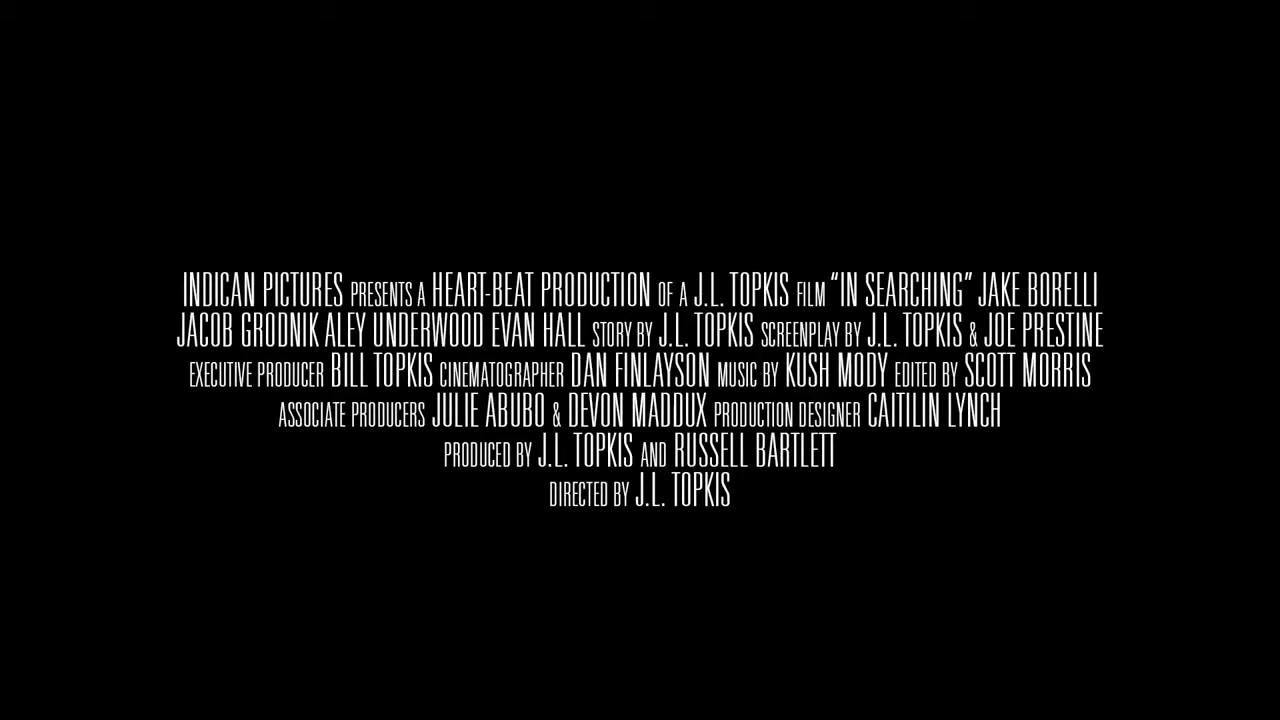 INDICAN PICTURES PRESENTS A HEART-BEAT PRODUCTION OF A J.L. TOPKIS FILM “IN SEARCHING” JAKE BORELLI
JACOB GRODNIK ALEY UNDERWOOD EVAN HALL STORY BY J.L. TOPKIS SCREENPLAY BY J.L. TOPKIS & JOE PRESTINE
EXECUTIVE PRODUCER BILL TOPKIS CINEMATOGRAPHER DAN FINLAYSON MUSIC BY KUSH MODY EDITED BY SCOTT MORRIS
ASSOCIATE PRODUCERS JULIE ABUBO & DEVON MADDUX PRODUCTION DESIGNER CAITILIN LYNCH
PRODUCED BY J.L. TOPKIS AND RUSSELL BARTLETT
DIRECTED BY J.L. TOPKIS